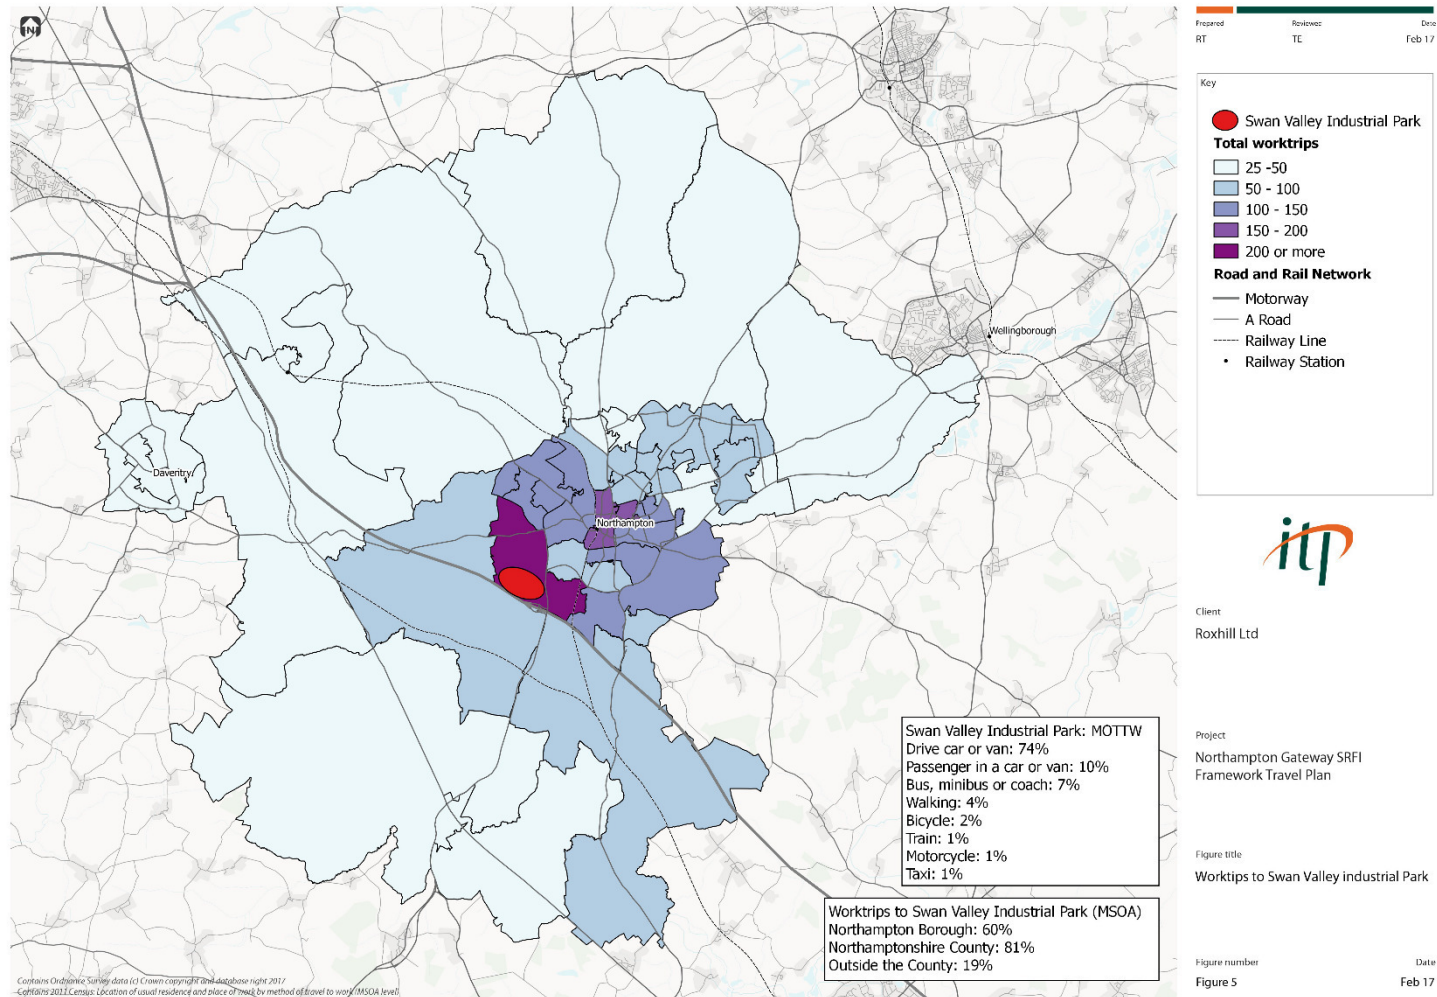 N
Daventry
Northampton
Wellingborough
Swan Valley Industrial Park: MOTTW
Drive car or van: 74%
Passenger in a car or van: 10%
Bus, minibus or coach: 7%
Walking: 4%
Bicycle: 2%
Train: 1%
Motorcycle: 1%
Taxi: 1%
Worktrips to Swan Valley Industrial Park (MSOA)
Northampton Borough: 60%
Northamptonshire County: 81%
Outside the County: 19%
Contains Ordnance Survey data (c) Crown copyright and database right 2017
Contains 2011 Census: Location of usual residence and place of work by method of travel to work (MSOA level)
Prepared Reviewed Date
RT TE Feb 17
Key
Swan Valley Industrial Park
Total worktrips
25 -50
50 - 100
100 - 150
150 - 200
200 or more
Road and Rail Network
Motorway
A Road
Railway Line
Railway Station
itp
Client
Roxhill Ltd
Project
Northampton Gateway SRFI
Framework Travel Plan
Figure title
Worktips to Swan Valley industrial Park
Figure number Date
Figure 5 Feb 17